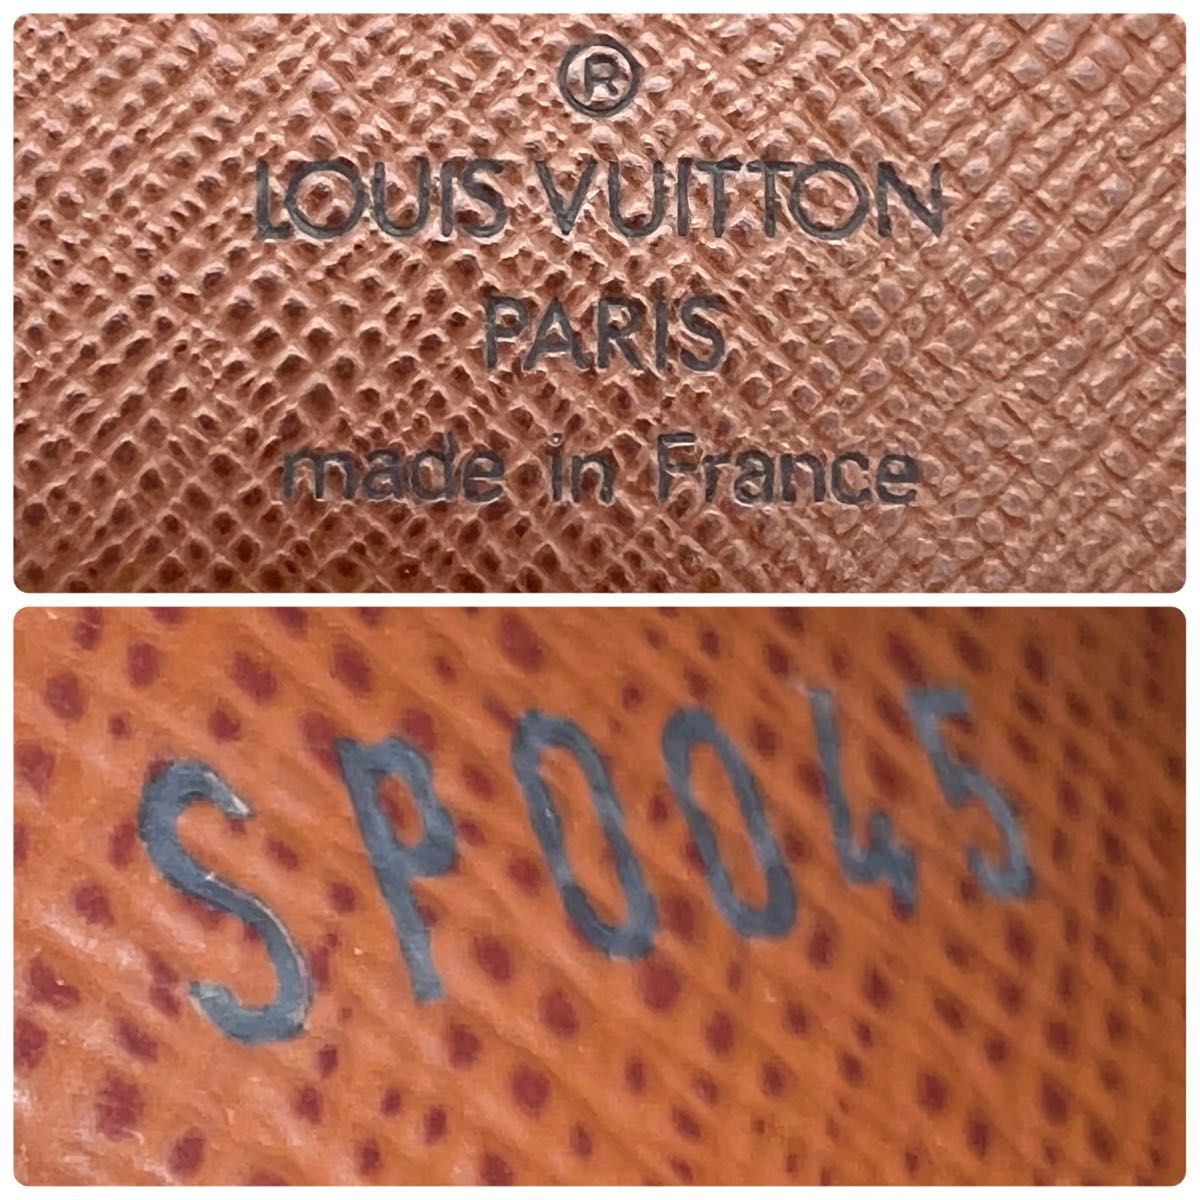 ®
LOUIS VUITTON
PARIS
made in France
SP0045